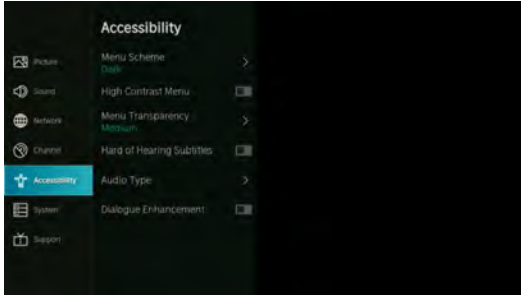 Accessibility
Picture
Menu Scheme
Dark
Sound
High Contrast Menu
Network
Menu Transparency
Medium
Channel
Hard of Hearing Subtitles
Accessibility
Audio Type
System
Dialogue Enhancement
Support